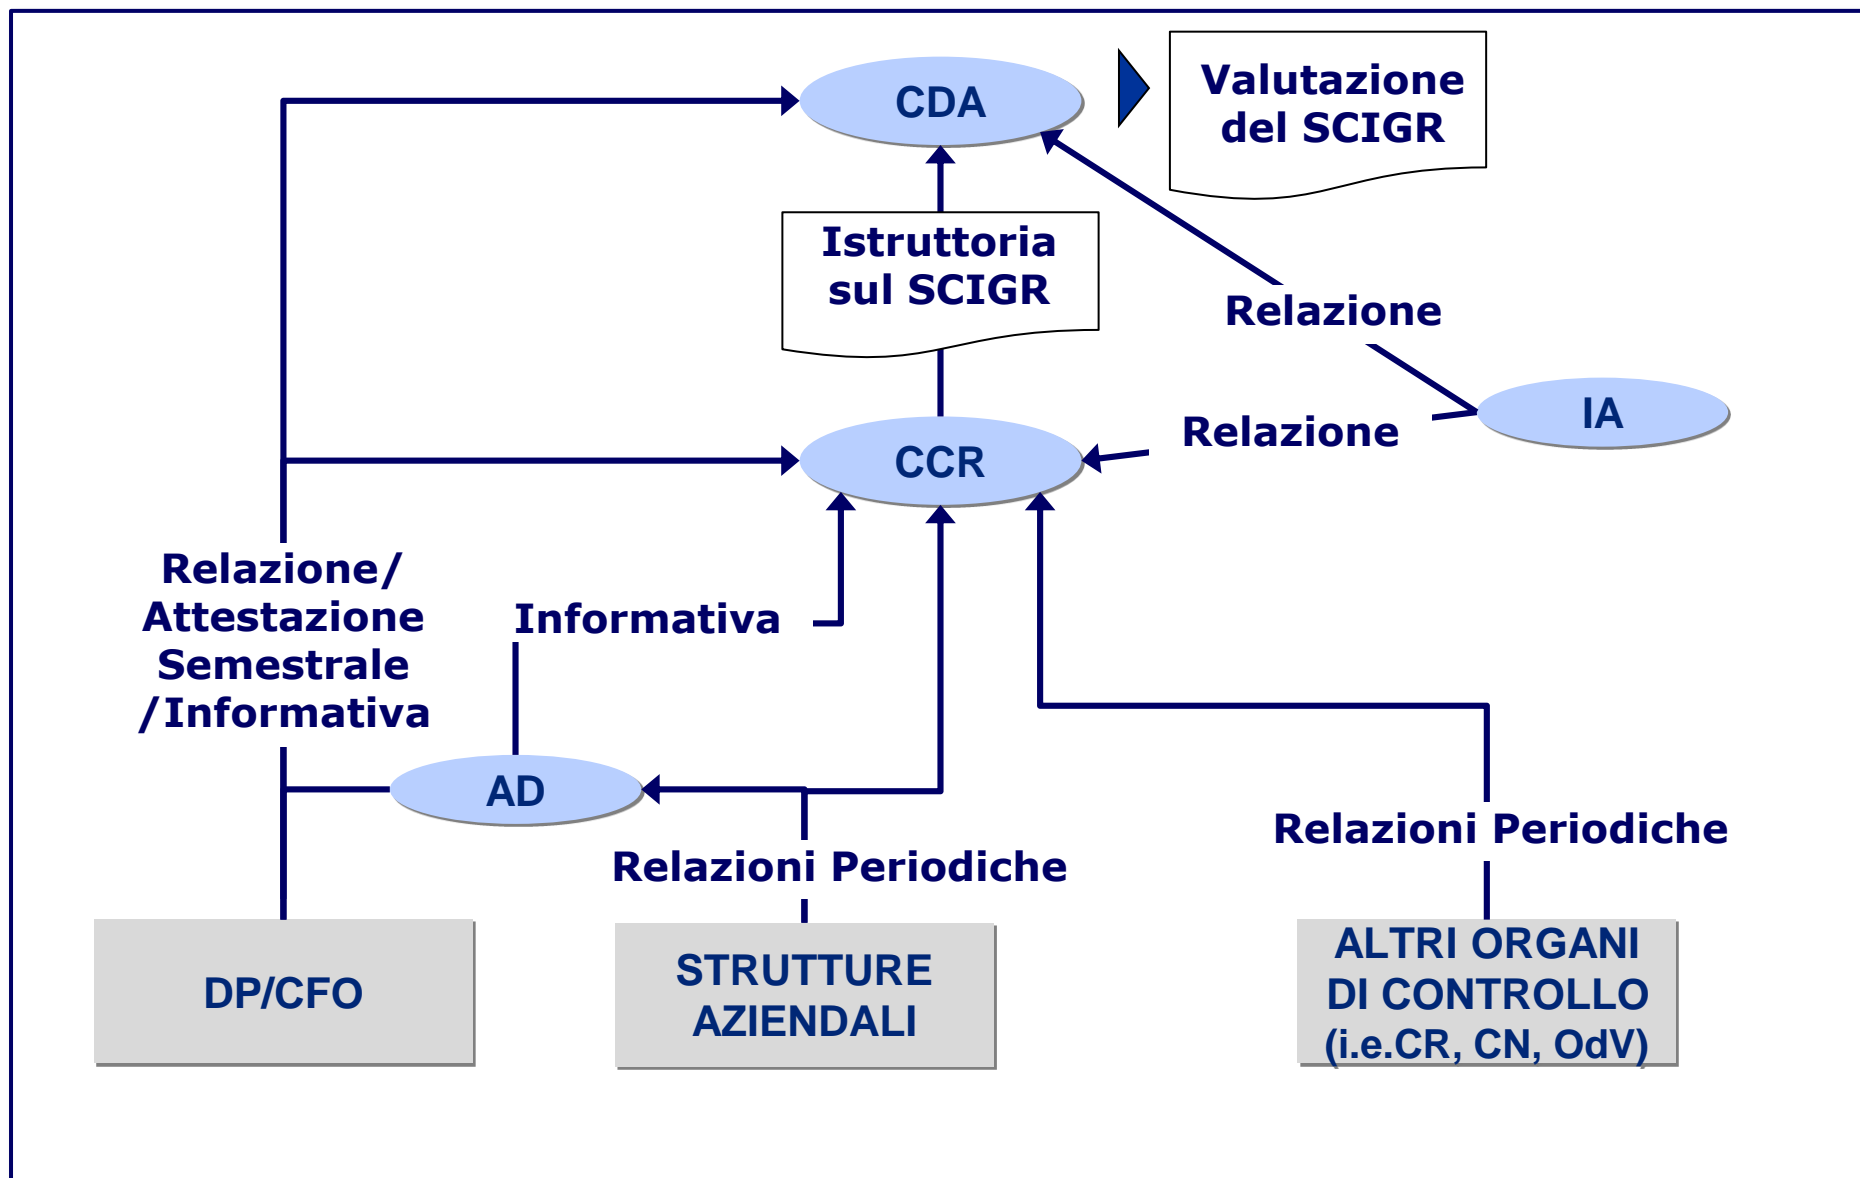 CDA
Valutazione
del SCIGR
Istruttoria
sul SCIGR
Relazione
IA
Relazione
CCR
Relazione/
Attestazione
Semestrale
/Informativa
Informativa
AD
Relazioni Periodiche
Relazioni Periodiche
DP/CFO
STRUTTURE
AZIENDALI
ALTRI ORGANI
DI CONTROLLO
(i.e.CR, CN, OdV)